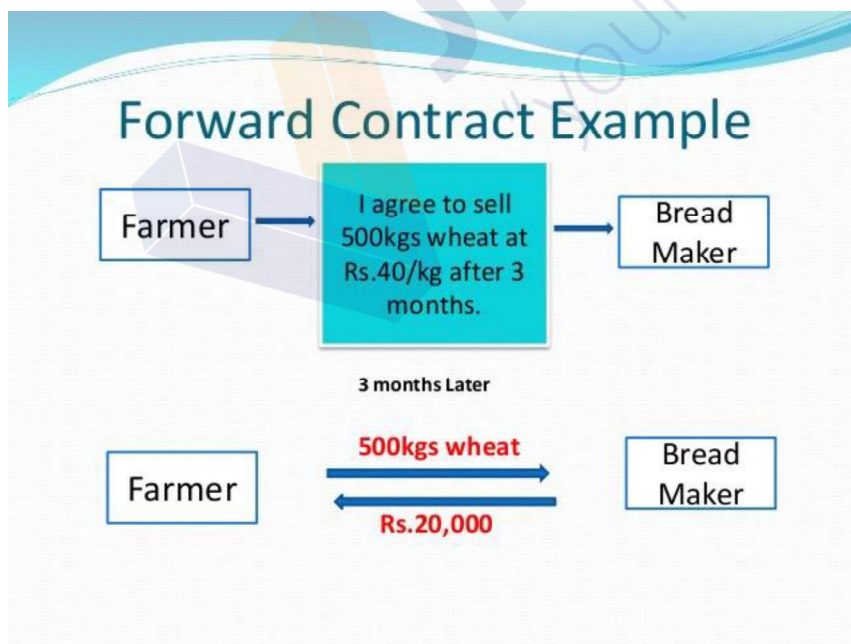 Forward Contract Example
Farmer
I agree to sell
500kgs wheat at
Rs.40/kg after 3
months.
Bread
Maker
3 months Later
Farmer
500kgs wheat
Rs.20,000
Bread
Maker
"your